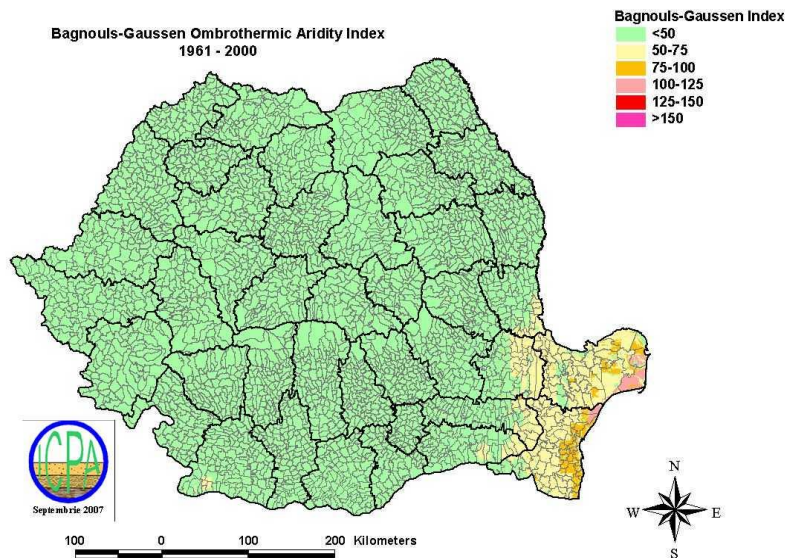 Bagnouls-Gaussen Ombrothermic Aridity Index
1961 - 2000
Bagnouls-Gaussen Index
<50
50-75
75-100
100-125
125-150
>150
ICPA
Septembrie 2007
N
W E
S
100 0 100 200 Kilometers